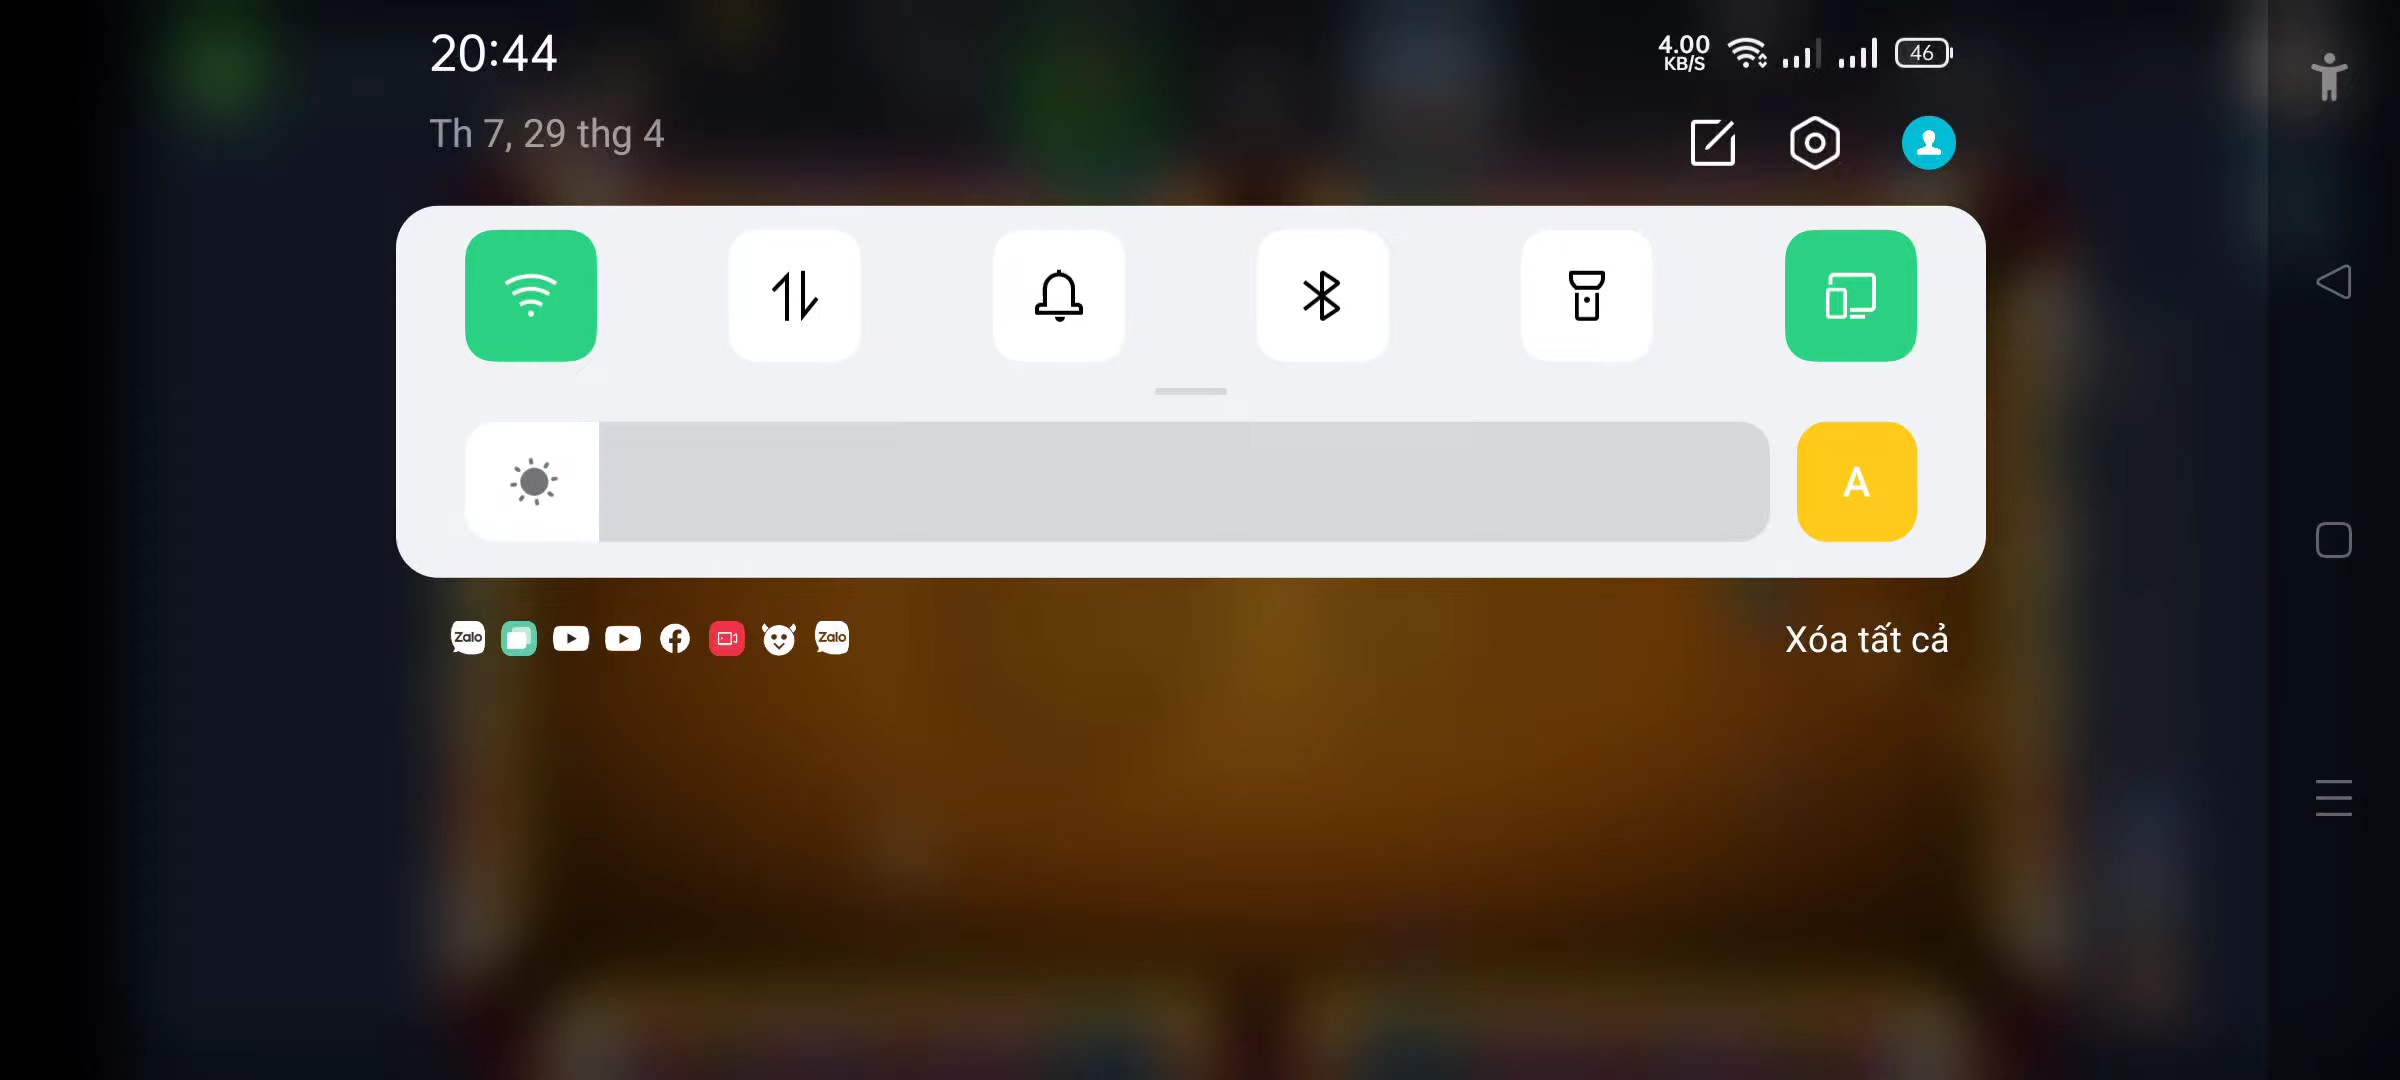 20:44
4.00
KB/S
46
Th 7, 29 thg 4
A
Zalo
Zalo
Xóa tất cả